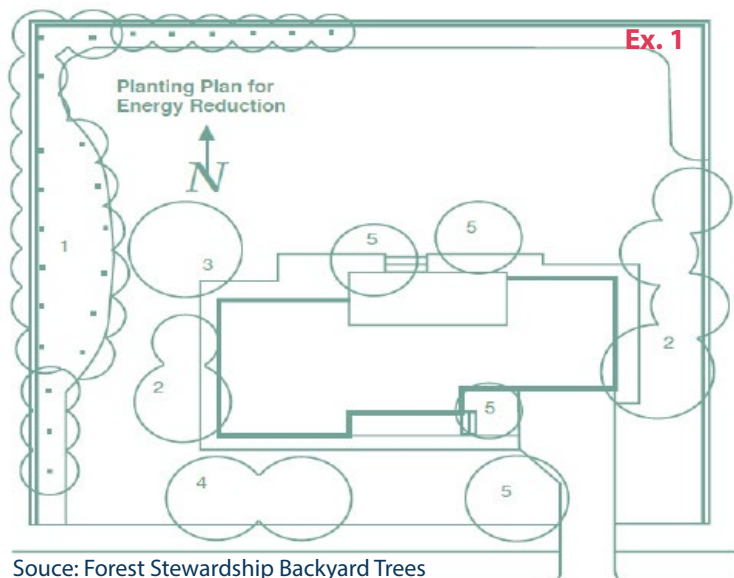 Ex. 1
Planting Plan for
Energy Reduction
N
5
5
1
3
2
2
5
4
5
Souce: Forest Stewardship Backyard Trees